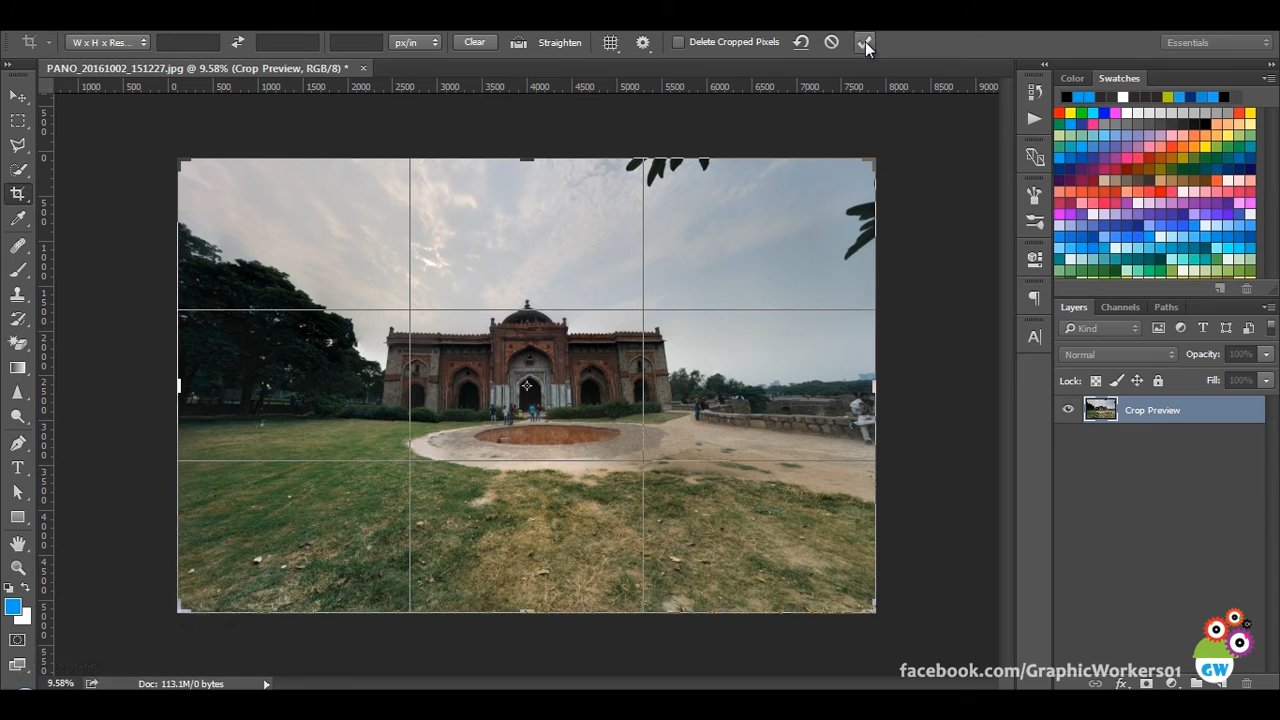 W x H x Res... px/in Clear Straighten Delete Cropped Pixels Essentials
PANO_20161002_151227.jpg @ 9.58% (Crop Preview, RGB/8) * ×
Color Swatches
1000 500 0 500 1000 1500 2000 2500 3000 3500 4000 4500 5000 5500 6000 6500 7000 7500 8000 8500 9000
Layers Channels Paths
Kind
Normal Opacity: 100%
Lock: Fill: 100%
Crop Preview
facebook.com/GraphicWorkers01
GW
9.58% Doc: 113.1M/0 bytes